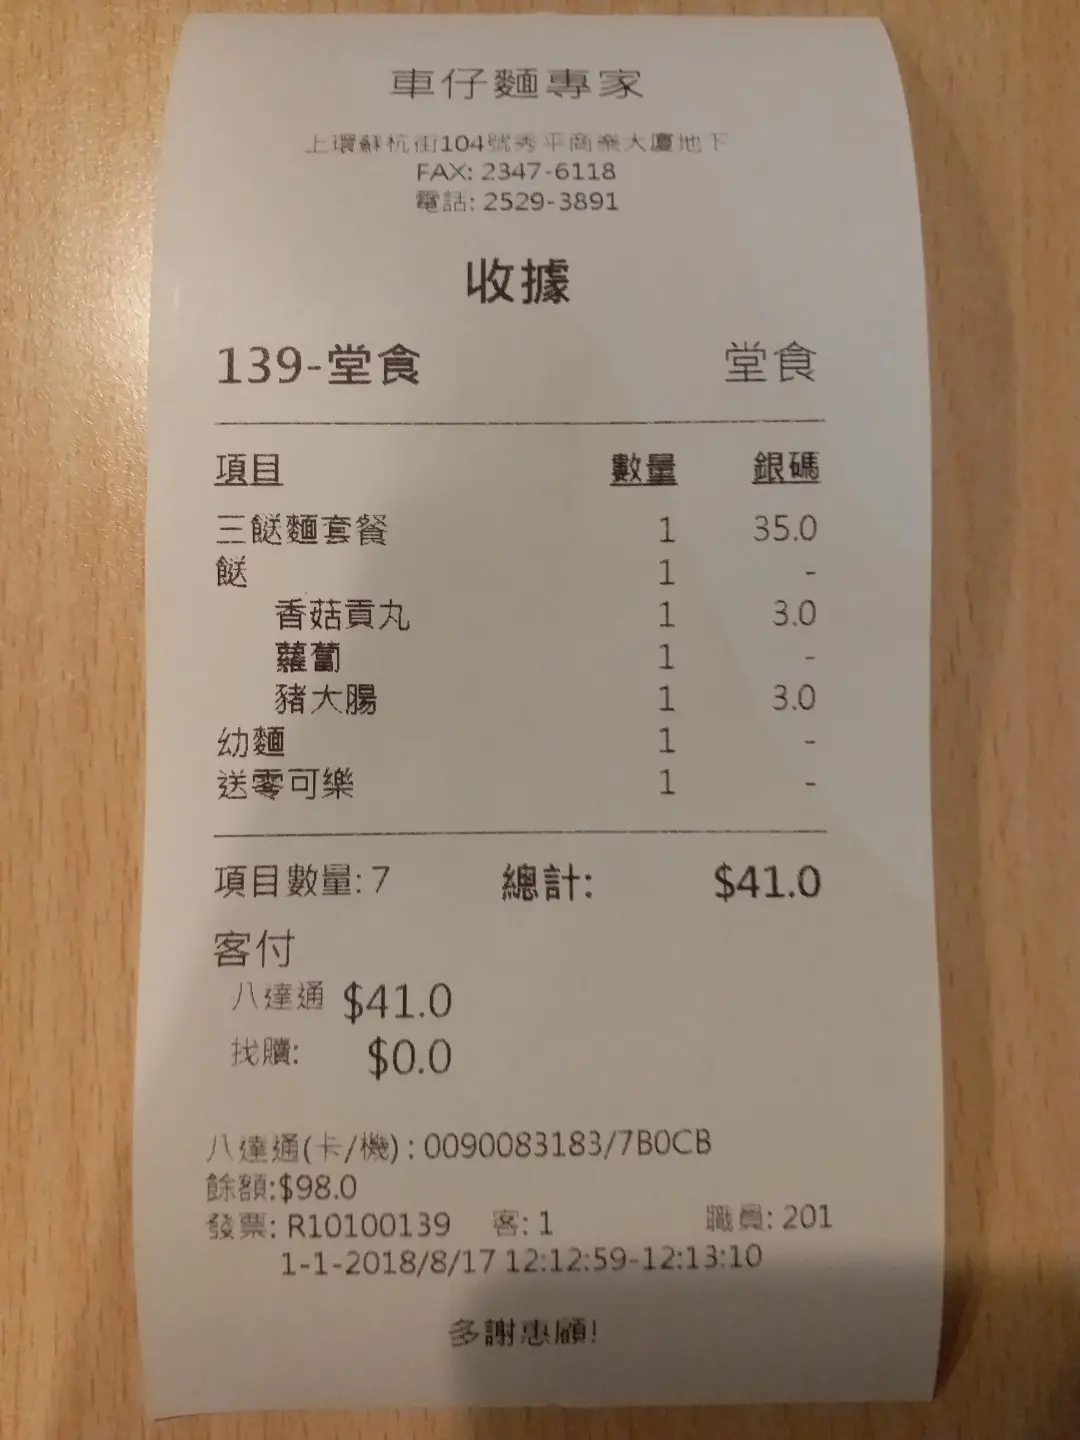 車仔麵專家
上環蘇杭街104號秀平商業大廈地下
FAX: 2347-6118
電話: 2529-3891
收據
139-堂食 堂食
項目 數量 銀碼
三餸麵套餐 1 35.0
餸 1 -
香菇貢丸 1 3.0
蘿蔔 1 -
豬大腸 1 3.0
幼麵 1 -
送零可樂 1 -
項目數量: 7 總計: $41.0
客付
八達通 $41.0
找贖: $0.0
八達通(卡/機) : 0090083183/7B0CB
餘額:$98.0
發票: R10100139 客: 1 職員: 201
1-1-2018/8/17 12:12:59-12:13:10
多謝惠顧!